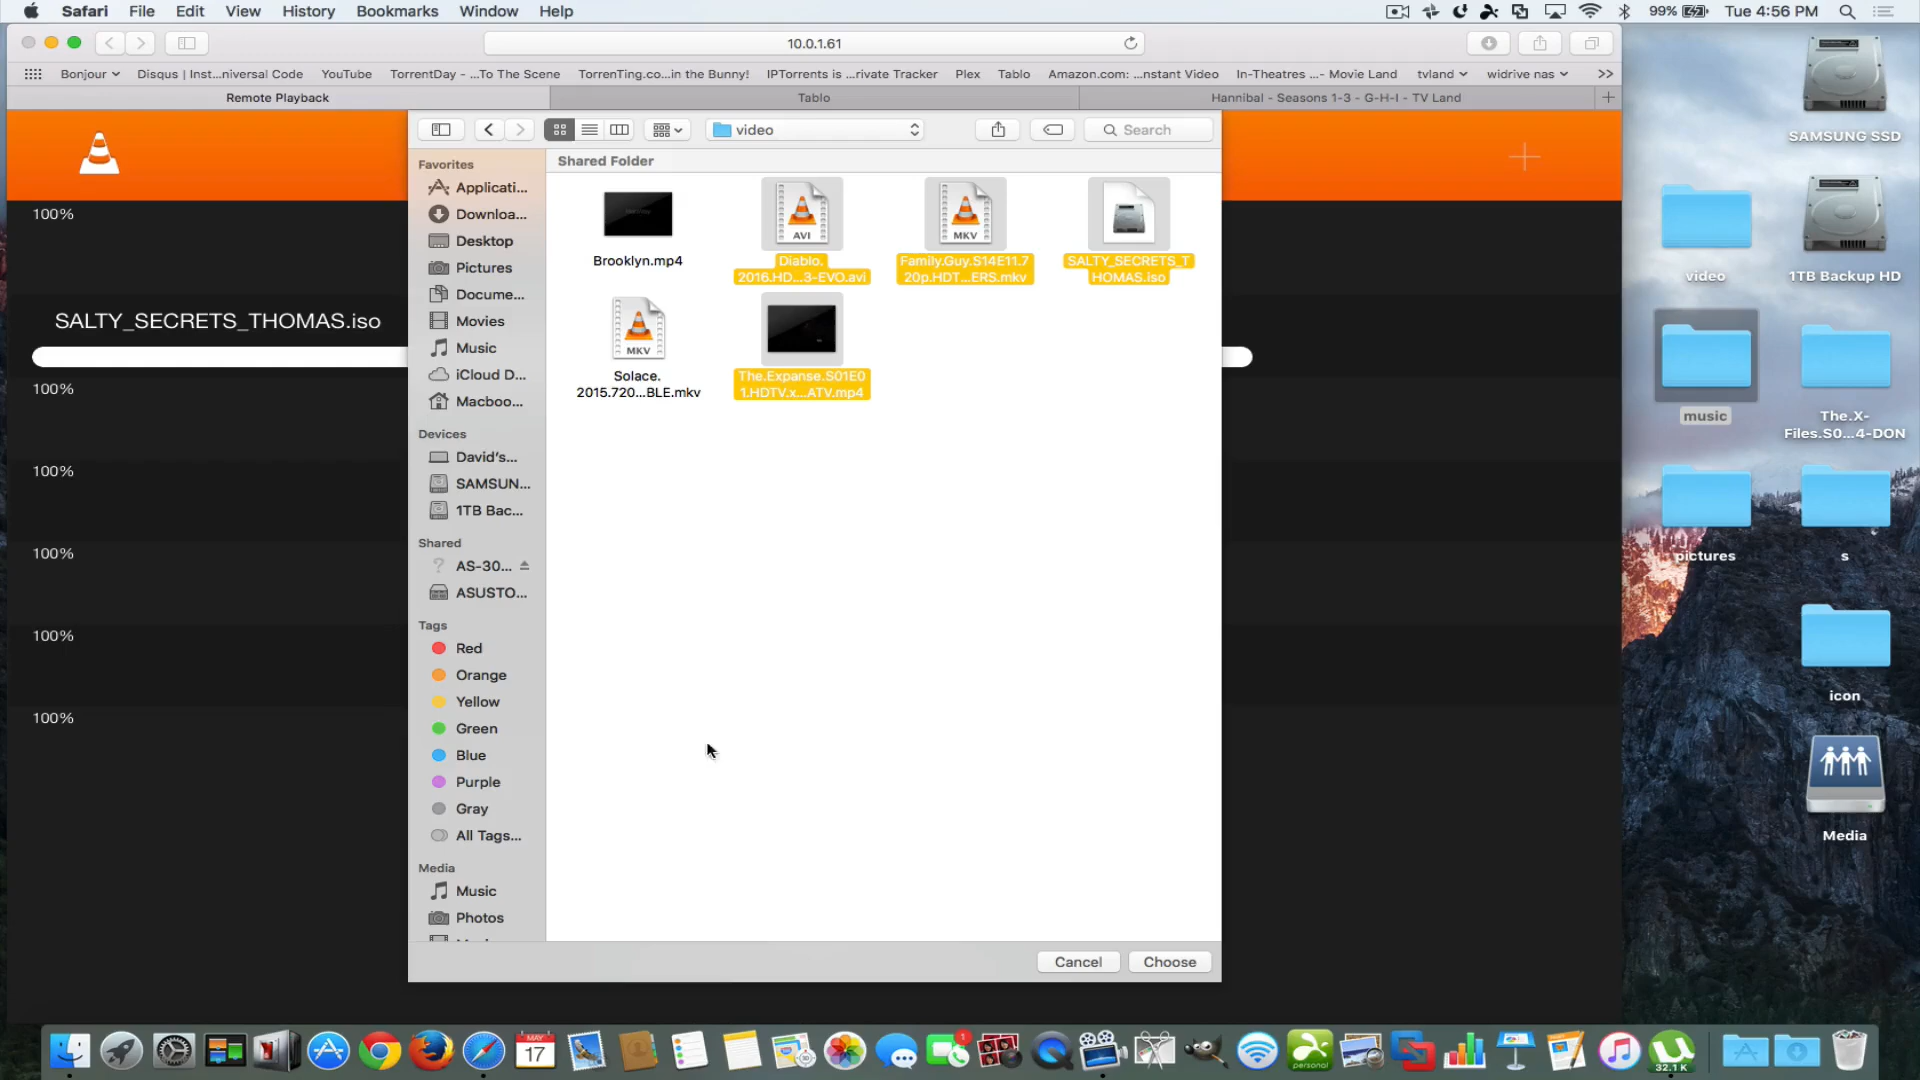 Safari File Edit View History Bookmarks Window Help
99% Tue 4:56 PM
10.0.1.61
Bonjour Disqus | Inst...niversal Code YouTube TorrentDay - ...To The Scene TorrenTing.co...in the Bunny! IPTorrents is ...rivate Tracker Plex Tablo Amazon.com: ...nstant Video In-Theatres ...- Movie Land tvland widrive nas >>
Remote Playback Tablo Hannibal - Seasons 1-3 - G-H-I - TV Land
video Search
Favorites
Applicati...
Downloa...
Desktop
Pictures
Docume...
Movies
Music
iCloud D...
Macboo...
Devices
David's...
SAMSUN...
1TB Bac...
Shared
AS-30...
ASUSTO...
Tags
Red
Orange
Yellow
Green
Blue
Purple
Gray
All Tags...
Media
Music
Photos
Shared Folder
Brooklyn.mp4
AVI
Diablo.
2016.HD...3-EVO.avi
MKV
Family.Guy.S14E11.7
20p.HDT...ERS.mkv
SALTY_SECRETS_T
HOMAS.iso
MKV
Solace.
2015.720...BLE.mkv
The.Expanse.S01E0
1.HDTV.x...ATV.mp4
Cancel Choose
100%
SALTY_SECRETS_THOMAS.iso
100%
100%
100%
100%
100%
SAMSUNG SSD
video
1TB Backup HD
music
The.X-
Files.S0...4-DON
pictures
s
icon
Media
MAY
17
1
personal
32.1 K